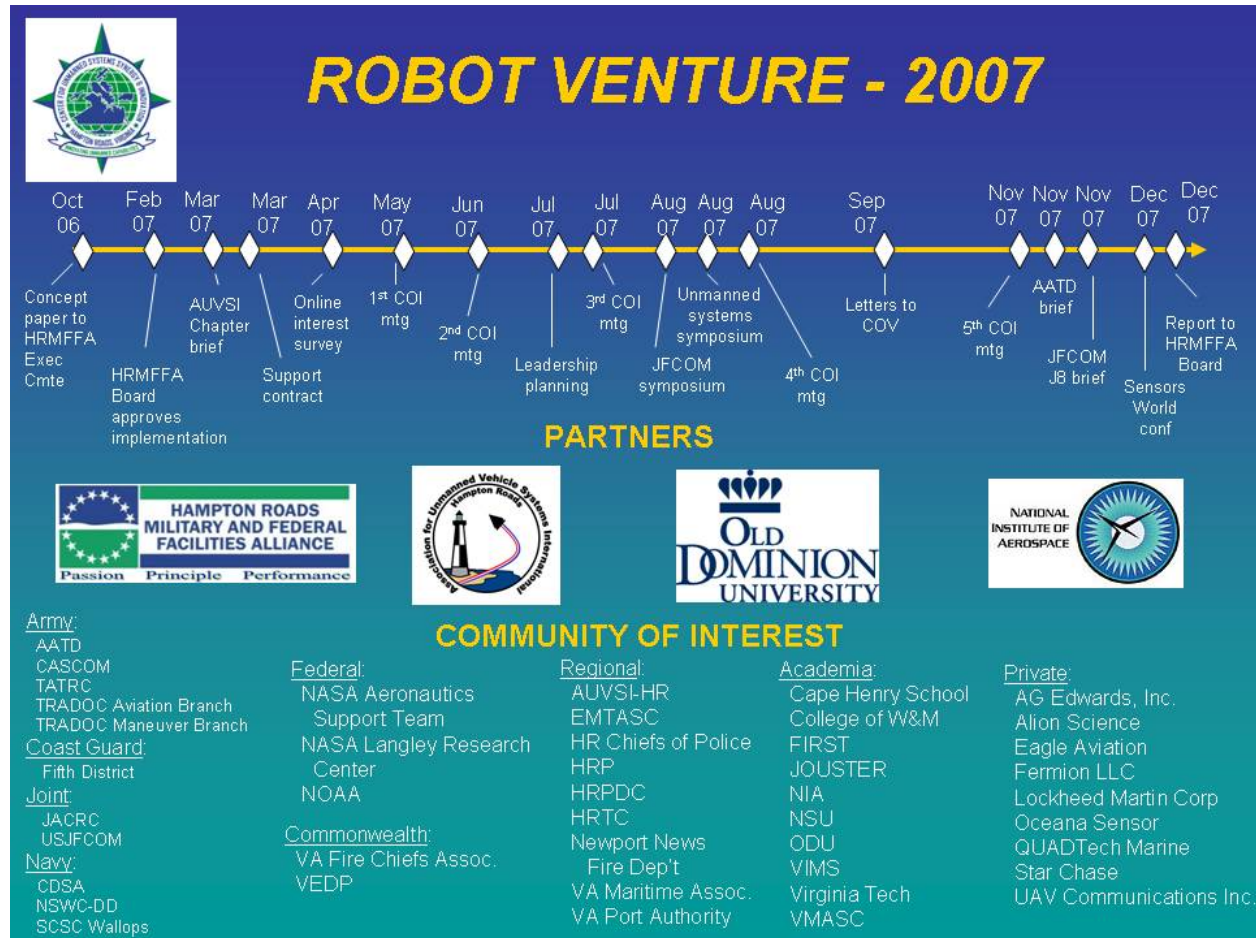 CENTER FOR UNMANNED SYSTEMS SYNERGY & INNOVATION
HAMPTON ROADS, VIRGINIA
ROBOT VENTURE - 2007
Oct
06
Feb
07
Mar
07
Mar
07
Apr
07
May
07
Jun
07
Jul
07
Jul
07
Aug
07
Aug
07
Aug
07
Sep
07
Nov
07
Nov
07
Nov
07
Dec
07
Dec
07
Concept
paper to
HRMFFA
Exec
Cmte
HRMFFA
Board
approves
implementation
AUVSI
Chapter
brief
Support
contract
Online
interest
survey
1st COI
mtg
2nd COI
mtg
Leadership
planning
3rd COI
mtg
JFCOM
symposium
Unmanned
systems
symposium
4th COI
mtg
Letters to
COV
5th COI
mtg
AATD
brief
JFCOM
J8 brief
Sensors
World
conf
Report to
HRMFFA
Board
PARTNERS
HAMPTON ROADS
MILITARY AND FEDERAL
FACILITIES ALLIANCE
Passion Principle Performance
Association for Unmanned Vehicle Systems International
Hampton Roads
OLD
DOMINION
UNIVERSITY
NATIONAL
INSTITUTE OF
AEROSPACE
COMMUNITY OF INTEREST
Army:
AATD
CASCOM
TATRC
TRADOC Aviation Branch
TRADOC Maneuver Branch
Coast Guard:
Fifth District
Joint:
JACRC
USJFCOM
Navy:
CDSA
NSWC-DD
SCSC Wallops
Federal:
NASA Aeronautics
Support Team
NASA Langley Research
Center
NOAA
Commonwealth:
VA Fire Chiefs Assoc.
VEDP
Regional:
AUVSI-HR
EMTASC
HR Chiefs of Police
HRP
HRPDC
HRTC
Newport News
Fire Dep't
VA Maritime Assoc.
VA Port Authority
Academia:
Cape Henry School
College of W&M
FIRST
JOUSTER
NIA
NSU
ODU
VIMS
Virginia Tech
VMASC
Private:
AG Edwards, Inc.
Alion Science
Eagle Aviation
Fermion LLC
Lockheed Martin Corp
Oceana Sensor
QUADTech Marine
Star Chase
UAV Communications Inc.